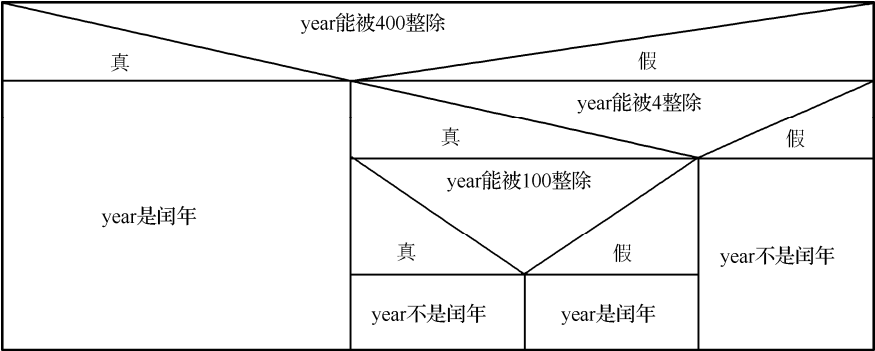 year能被400整除
真
假
year能被4整除
真
假
year能被100整除
year是闰年
真
假
year不是闰年
year不是闰年
year是闰年